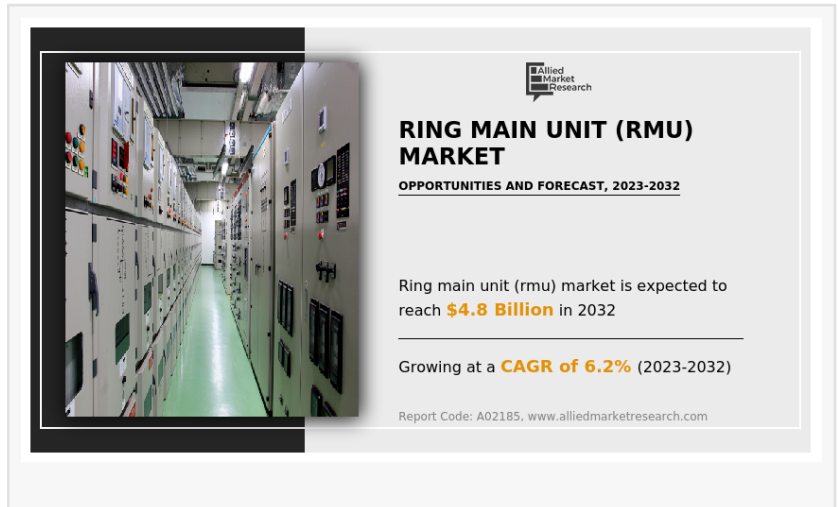 Allied
Market
Research
RING MAIN UNIT (RMU)
MARKET
OPPORTUNITIES AND FORECAST, 2023-2032
Ring main unit (rmu) market is expected to
reach $4.8 Billion in 2032
Growing at a CAGR of 6.2% (2023-2032)
Report Code: A02185, www.alliedmarketresearch.com